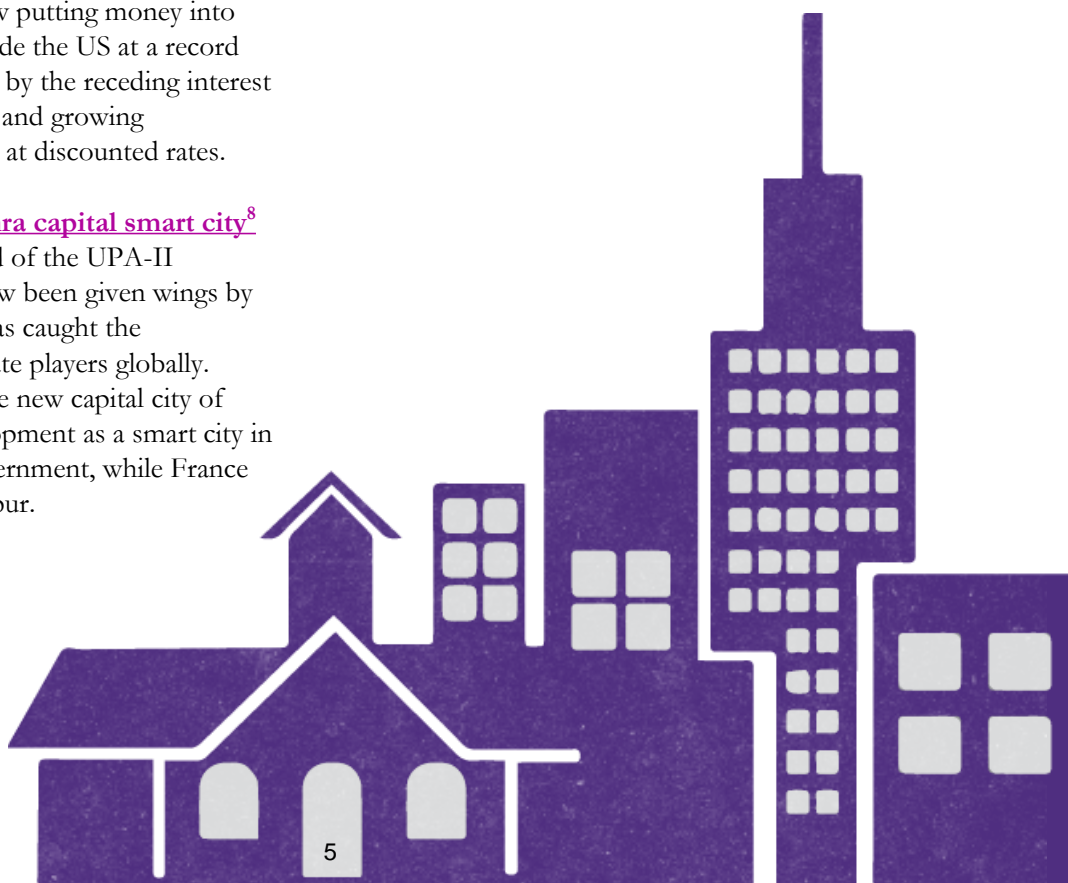 putting money into
de the US at a record
by the receding interest
and growing
at discounted rates.
ra capital smart city8
of the UPA-II
w been given wings by
as caught the
te players globally.
e new capital city of
opment as a smart city in
ernment, while France
our.
5